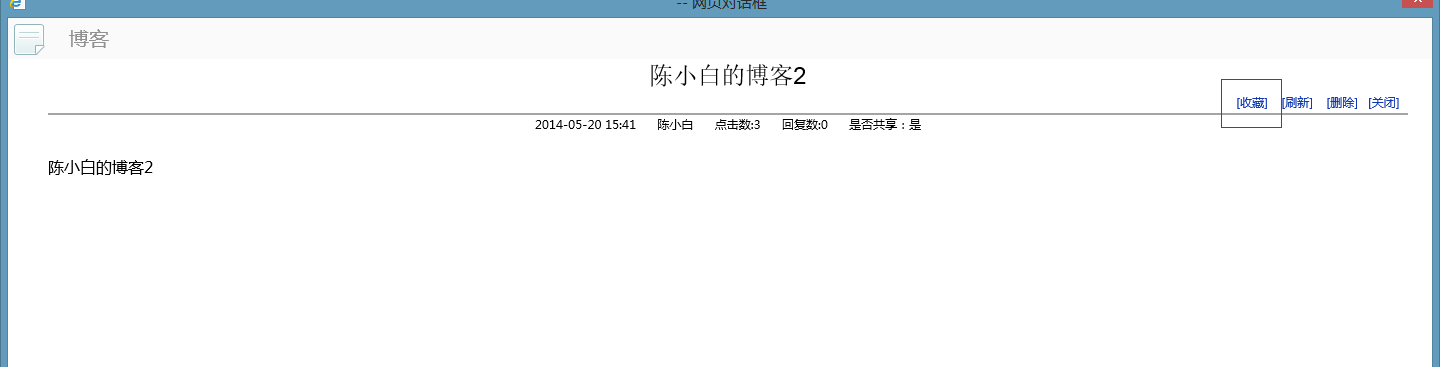 -- 网页对话框
博客
陈小白的博客2
[收藏] [刷新] [删除] [关闭]
2014-05-20 15:41 陈小白 点击数:3 回复数:0 是否共享：是
陈小白的博客2